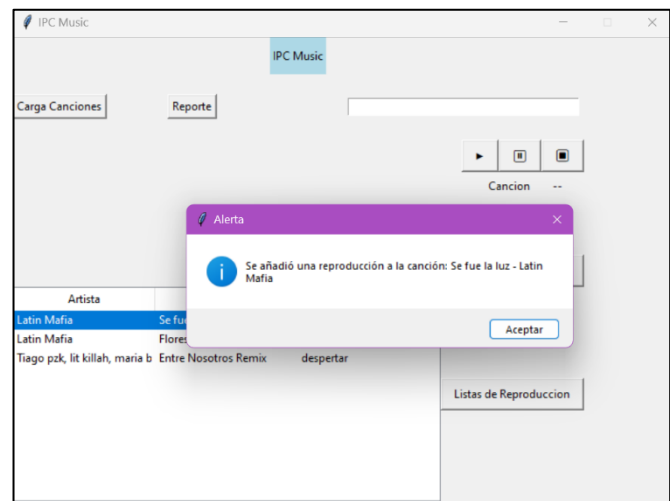 IPC Music
IPC Music
Carga Canciones
Reporte
Cancion --
Alerta
Se añadió una reproducción a la canción: Se fue la luz - Latin
Mafia
Aceptar
Artista
Latin Mafia Se fu
Latin Mafia Flores
Tiago pzk, lit killah, maria b Entre Nosotros Remix despertar
Listas de Reproduccion